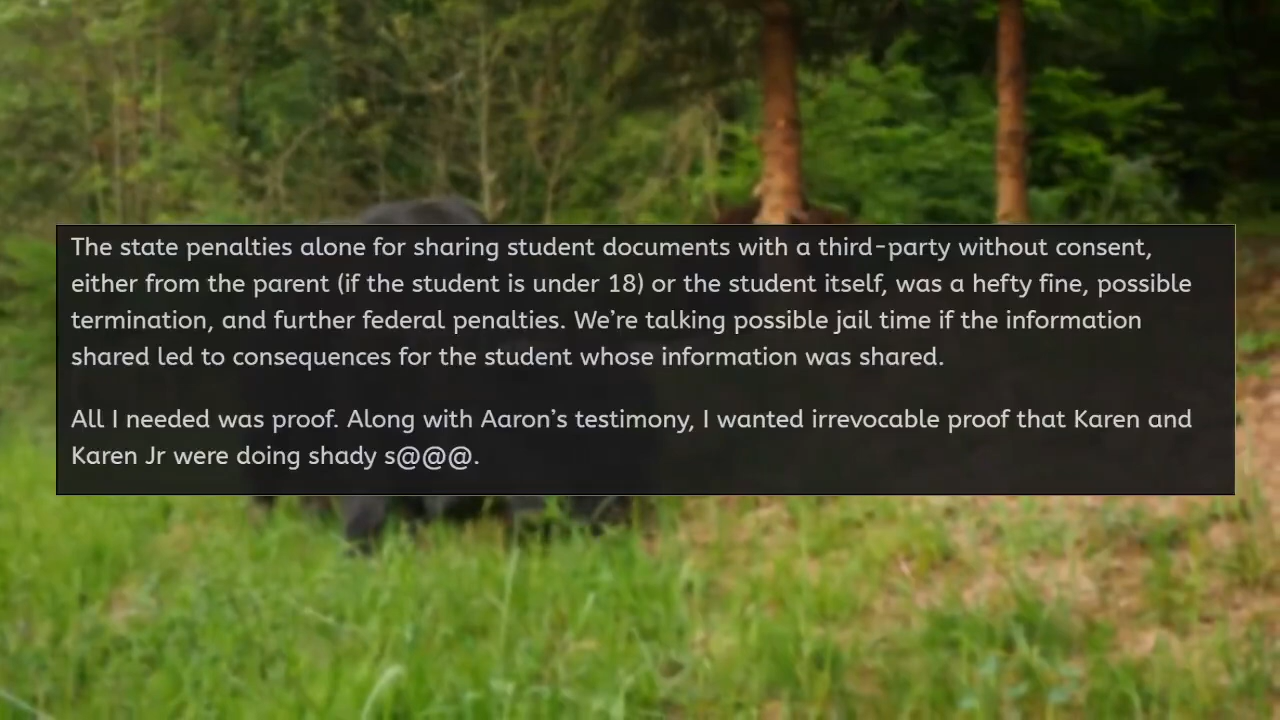 The state penalties alone for sharing student documents with a third-party without consent,
either from the parent (if the student is under 18) or the student itself, was a hefty fine, possible
termination, and further federal penalties. We’re talking possible jail time if the information
shared led to consequences for the student whose information was shared.
All I needed was proof. Along with Aaron’s testimony, I wanted irrevocable proof that Karen and
Karen Jr were doing shady s@@@.